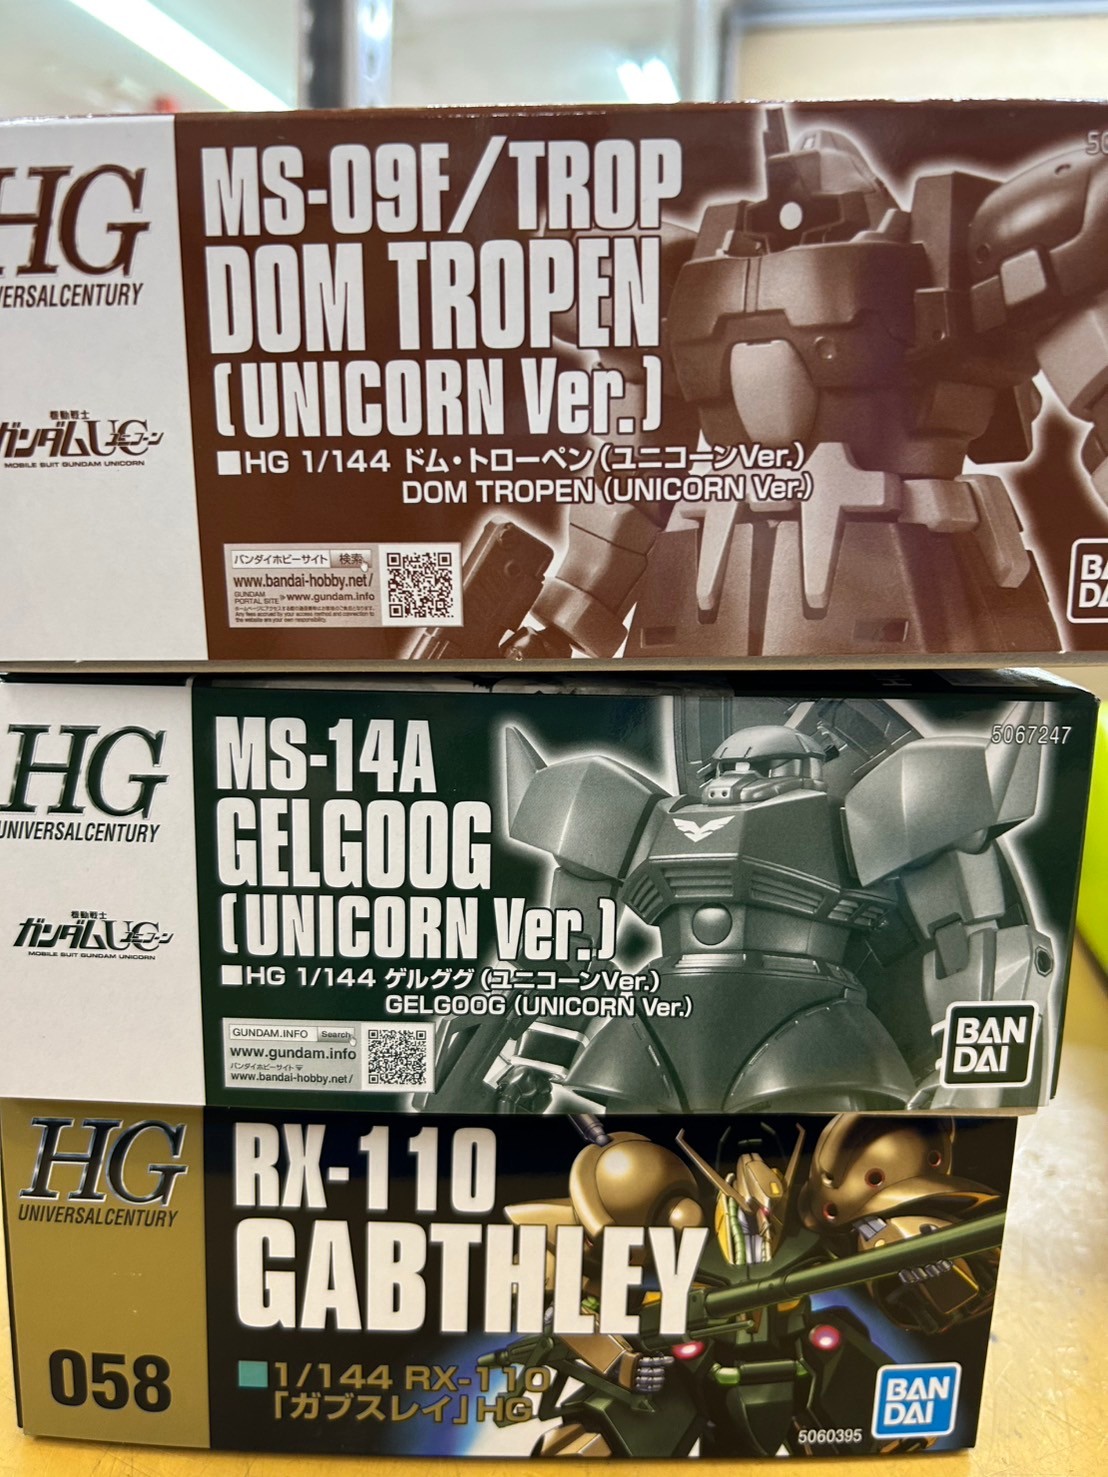 HG
MS-09F/TROP
DOM TROPEN
(UNICORN Ver.)
機動戦士
ガンダムUC ユニコーン
MOBILE SUIT GUNDAM UNICORN
■HG 1/144 ドム・トローペン(ユニコーンVer.)
DOM TROPEN (UNICORN Ver.)
バンダイホビーサイト 検索
www.bandai-hobby.net/
GUNDAM
PORTAL SITE www.gundam.info
HG
UNIVERSAL CENTURY
機動戦士
ガンダムUC ユニコーン
MOBILE SUIT GUNDAM UNICORN
MS-14A
GELGOOG
(UNICORN Ver.)
■HG 1/144 ゲルググ(ユニコーンVer.)
GELGOOG (UNICORN Ver.)
GUNDAM.INFO Search
www.gundam.info
バンダイホビーサイト
www.bandai-hobby.net/
5067247
BAN
DAI
HG
UNIVERSAL CENTURY
058
RX-110
GABTHLEY
■1/144 RX-110
「ガブスレイ」HG
5060395
BAN
DAI